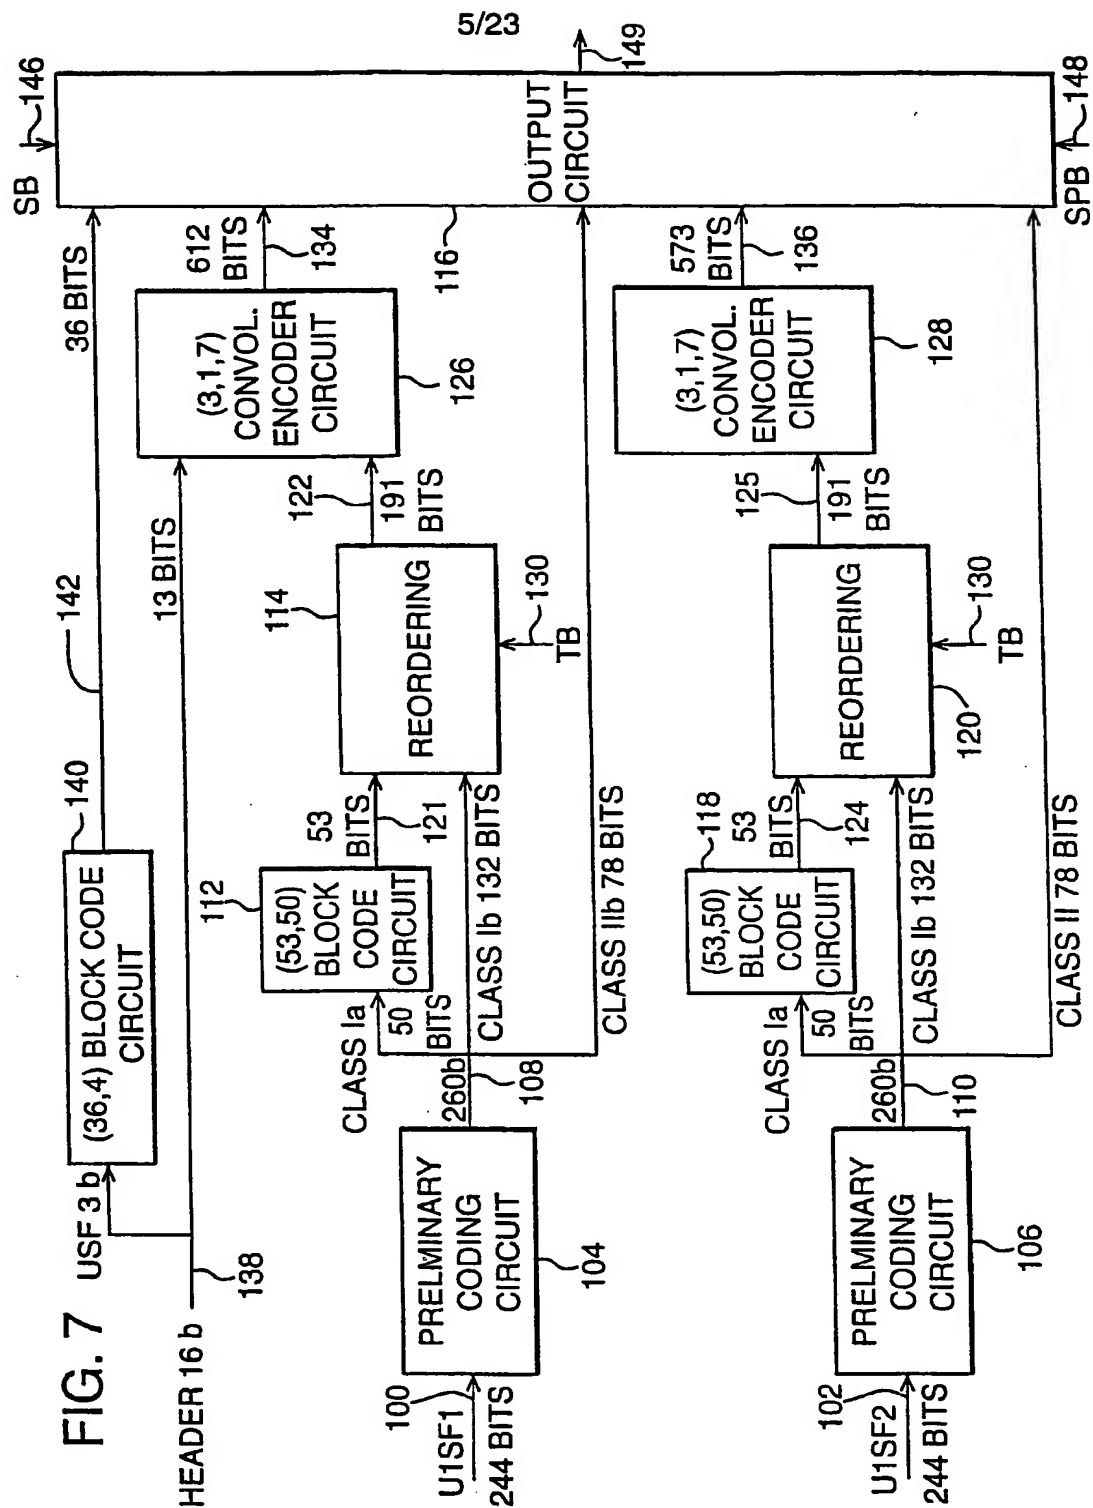 5/23
FIG. 7
HEADER 16 b
138
USF 3 b
(36,4) BLOCK CODE
CIRCUIT
140
142
36 BITS
SB
146
13 BITS
U1SF1
100
244 BITS
PRELMINARY
CODING
CIRCUIT
104
260b
108
CLASS Ia
50
BITS
112
(53,50)
BLOCK
CODE
CIRCUIT
53
BITS
121
CLASS Ib 132 BITS
CLASS IIb 78 BITS
114
REORDERING
TB
130
122
191
BITS
(3,1,7)
CONVOL.
ENCODER
CIRCUIT
126
612
BITS
134
116
OUTPUT
CIRCUIT
149
U1SF2
102
244 BITS
PRELMINARY
CODING
CIRCUIT
106
260b
110
CLASS Ia
50
BITS
(53,50)
BLOCK
CODE
CIRCUIT
118
53
BITS
124
CLASS Ib 132 BITS
CLASS II 78 BITS
REORDERING
120
TB
130
125
191
BITS
(3,1,7)
CONVOL.
ENCODER
CIRCUIT
128
573
BITS
136
SPB
148